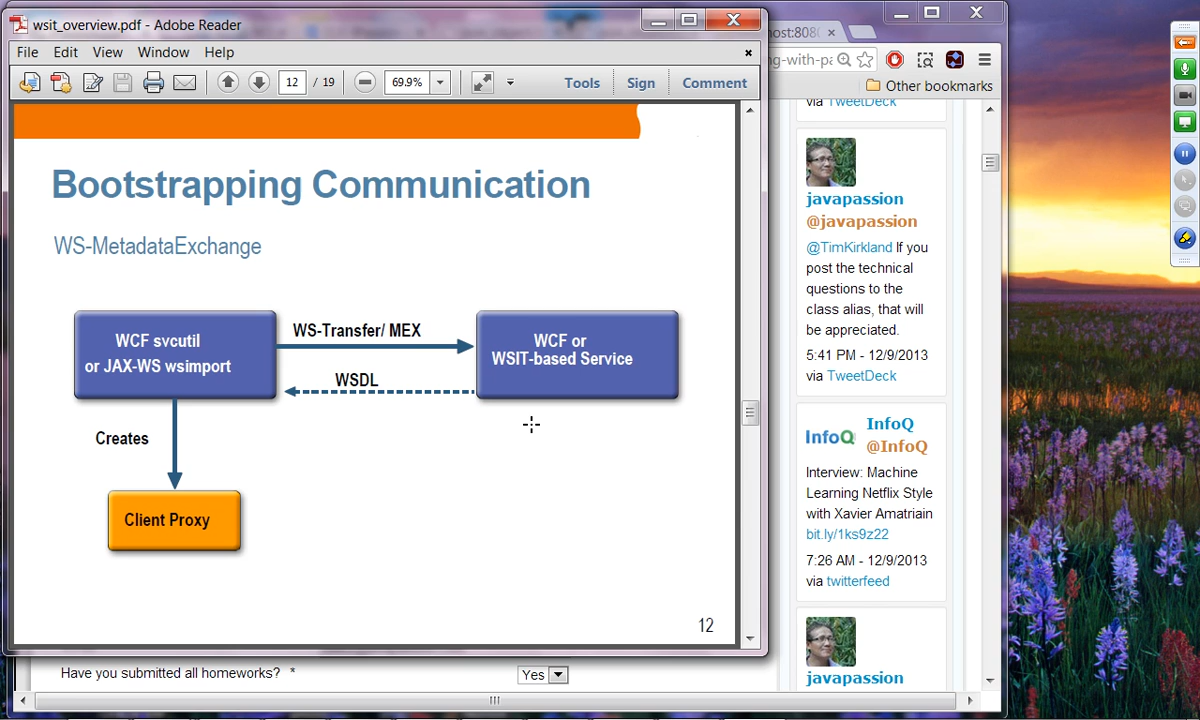 wsit_overview.pdf - Adobe Reader
File Edit View Window Help
12 / 19 69.9% Tools Sign Comment
Bootstrapping Communication
WS-MetadataExchange
WCF svcutil
or JAX-WS wsimport
WS-Transfer/ MEX
WSDL
WCF or
WSIT-based Service
Creates
Client Proxy
12
Have you submitted all homeworks? *
Yes
Other bookmarks
via TweetDeck
javapassion
@javapassion
@TimKirkland If you
post the technical
questions to the
class alias, that will
be appreciated.
5:41 PM - 12/9/2013
via TweetDeck
InfoQ
InfoQ
@InfoQ
Interview: Machine
Learning Netflix Style
with Xavier Amatriain
bit.ly/1ks9z22
7:26 AM - 12/9/2013
via twitterfeed
javapassion